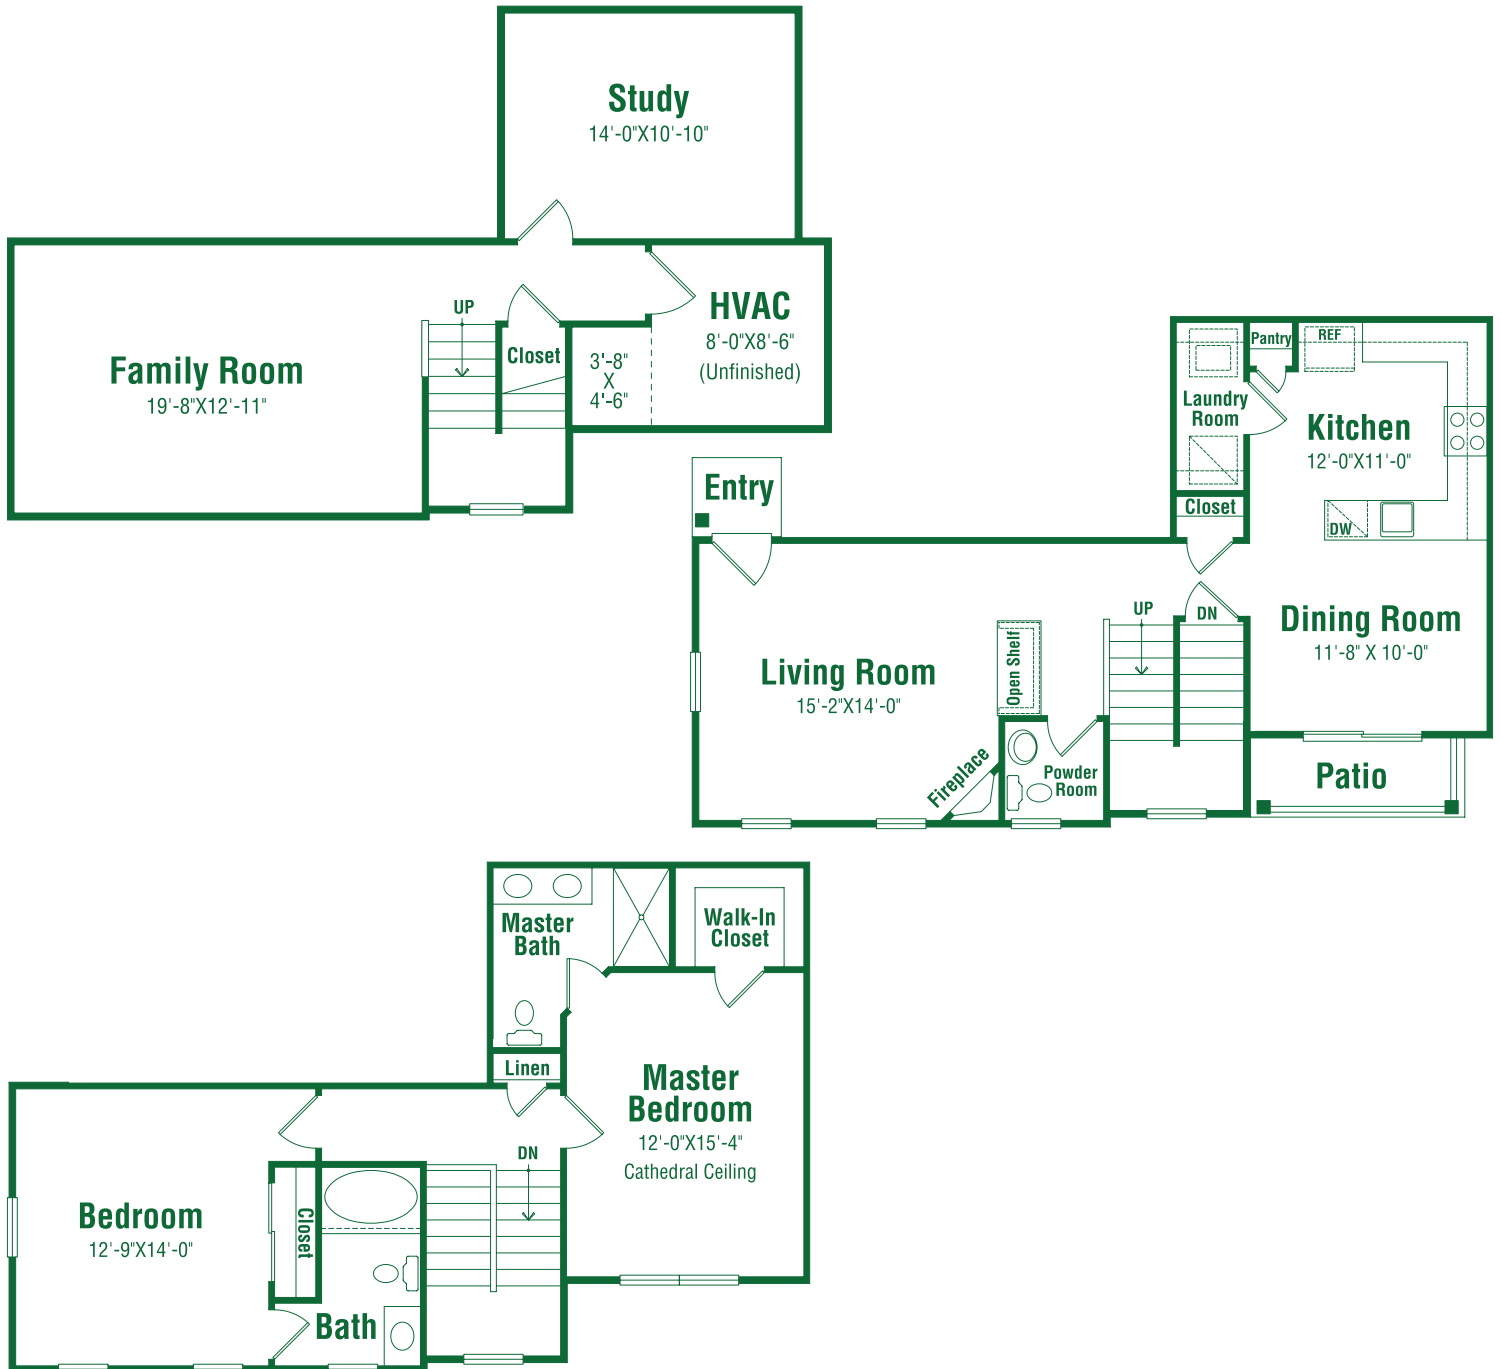 Study
14'-0"X10'-10"
UP
Closet
HVAC
8'-0"X8'-6"
(Unfinished)
3'-8"
X
4'-6"
Family Room
19'-8"X12'-11"
Pantry
REF
Laundry
Room
Kitchen
12'-0"X11'-0"
Closet
DW
Entry
UP
DN
Dining Room
11'-8" X 10'-0"
Open Shelf
Living Room
15'-2"X14'-0"
Fireplace
Powder
Room
Patio
Master
Bath
Walk-In
Closet
Linen
Master
Bedroom
12'-0"X15'-4"
Cathedral Ceiling
DN
Bedroom
12'-9"X14'-0"
Closet
Bath